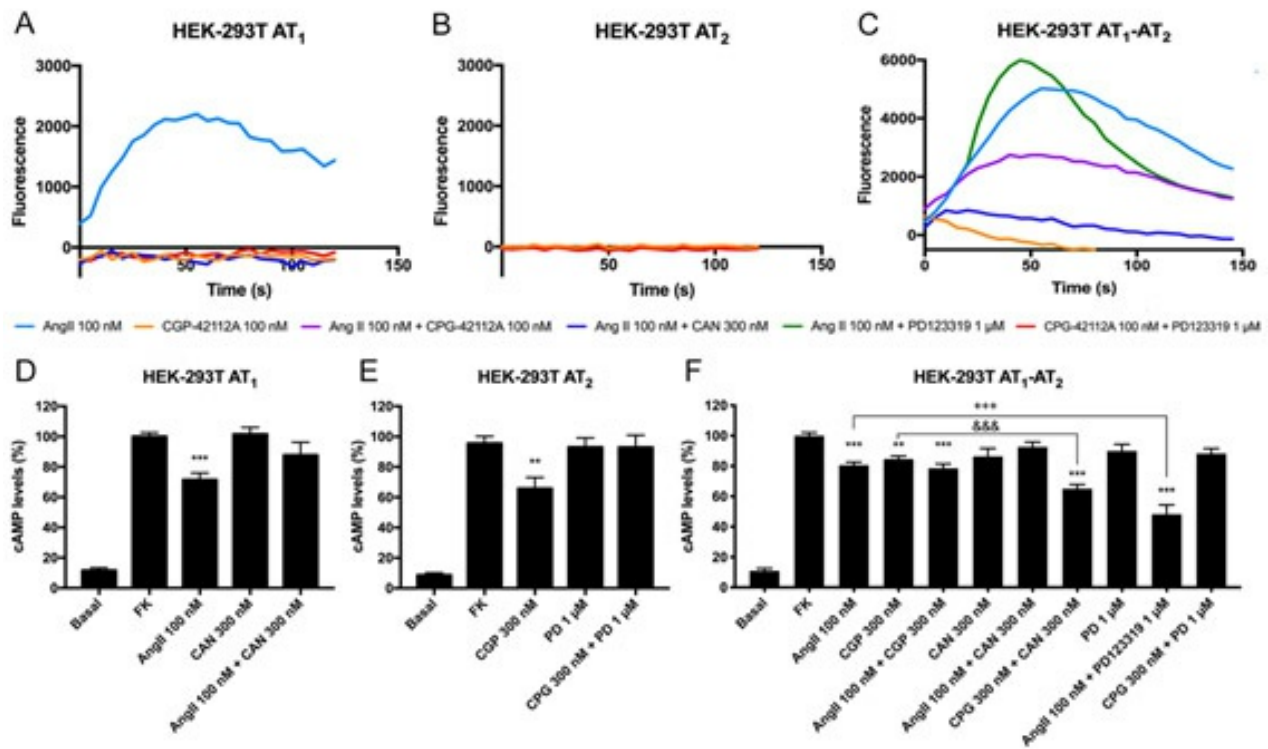 A
HEK-293T AT1
Fluorescence
3000
2000
1000
0
50
100
150
Time (s)
B
HEK-293T AT2
Fluorescence
3000
2000
1000
0
50
100
150
Time (s)
C
HEK-293T AT1-AT2
Fluorescence
6000
4000
2000
0
0
50
100
150
Time (s)
AngII 100 nM
CGP-42112A 100 nM
Ang II 100 nM + CPG-42112A 100 nM
Ang II 100 nM + CAN 300 nM
Ang II 100 nM + PD123319 1 µM
CPG-42112A 100 nM + PD123319 1 µM
D
HEK-293T AT1
cAMP levels (%)
120
100
80
60
40
20
0
***
Basal
FK
AngII 100 nM
CAN 300 nM
AngII 100 nM + CAN 300 nM
E
HEK-293T AT2
cAMP levels (%)
120
100
80
60
40
20
0
**
Basal
FK
CGP 300 nM
PD 1 µM
CPG 300 nM + PD 1 µM
F
HEK-293T AT1-AT2
cAMP levels (%)
120
100
80
60
40
20
0
***
&&&
***
**
***
***
***
Basal
FK
AngII 100 nM
CGP 300 nM
AngII 100 nM + CGP 300 nM
CAN 300 nM
AngII 100 nM + CAN 300 nM
CPG 300 nM + CAN 300 nM
PD 1 µM
AngII 100 nM + PD123319 1 µM
CPG 300 nM + PD 1 µM